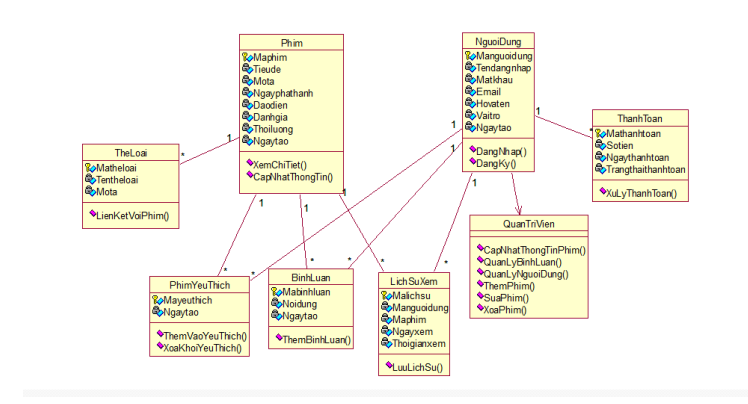 Phim
Maphim
Tieude
Mota
Ngayphathanh
Daodien
Danhgia
Thoiluong
Ngaytao
XemChiTiet()
CapNhatThongTin()
NguoiDung
Manguoidung
Tendangnhap
Matkhau
Email
Hovaten
Vaitro
Ngaytao
DangNhap()
DangKy()
ThanhToan
Mathanhtoan
Sotien
Ngaythanhtoan
Trangthaithanhtoan
XuLyThanhToan()
TheLoai
Matheloai
Tentheloai
Mota
LienKetVoiPhim()
QuanTriVien
CapNhatThongTinPhim()
QuanLyBinhLuan()
QuanLyNguoiDung()
ThemPhim()
SuaPhim()
XoaPhim()
PhimYeuThich
Mayeuthich
Ngaytao
ThemVaoYeuThich()
XoaKhoiYeuThich()
BinhLuan
Mabinhluan
Noidung
Ngaytao
ThemBinhLuan()
LichSuXem
Malichsu
Manguoidung
Maphim
Ngayxem
Thoigianxem
LuuLichSu()
1
*
1
*
1
*
1
*
1
*
1
*
1
*
1
*